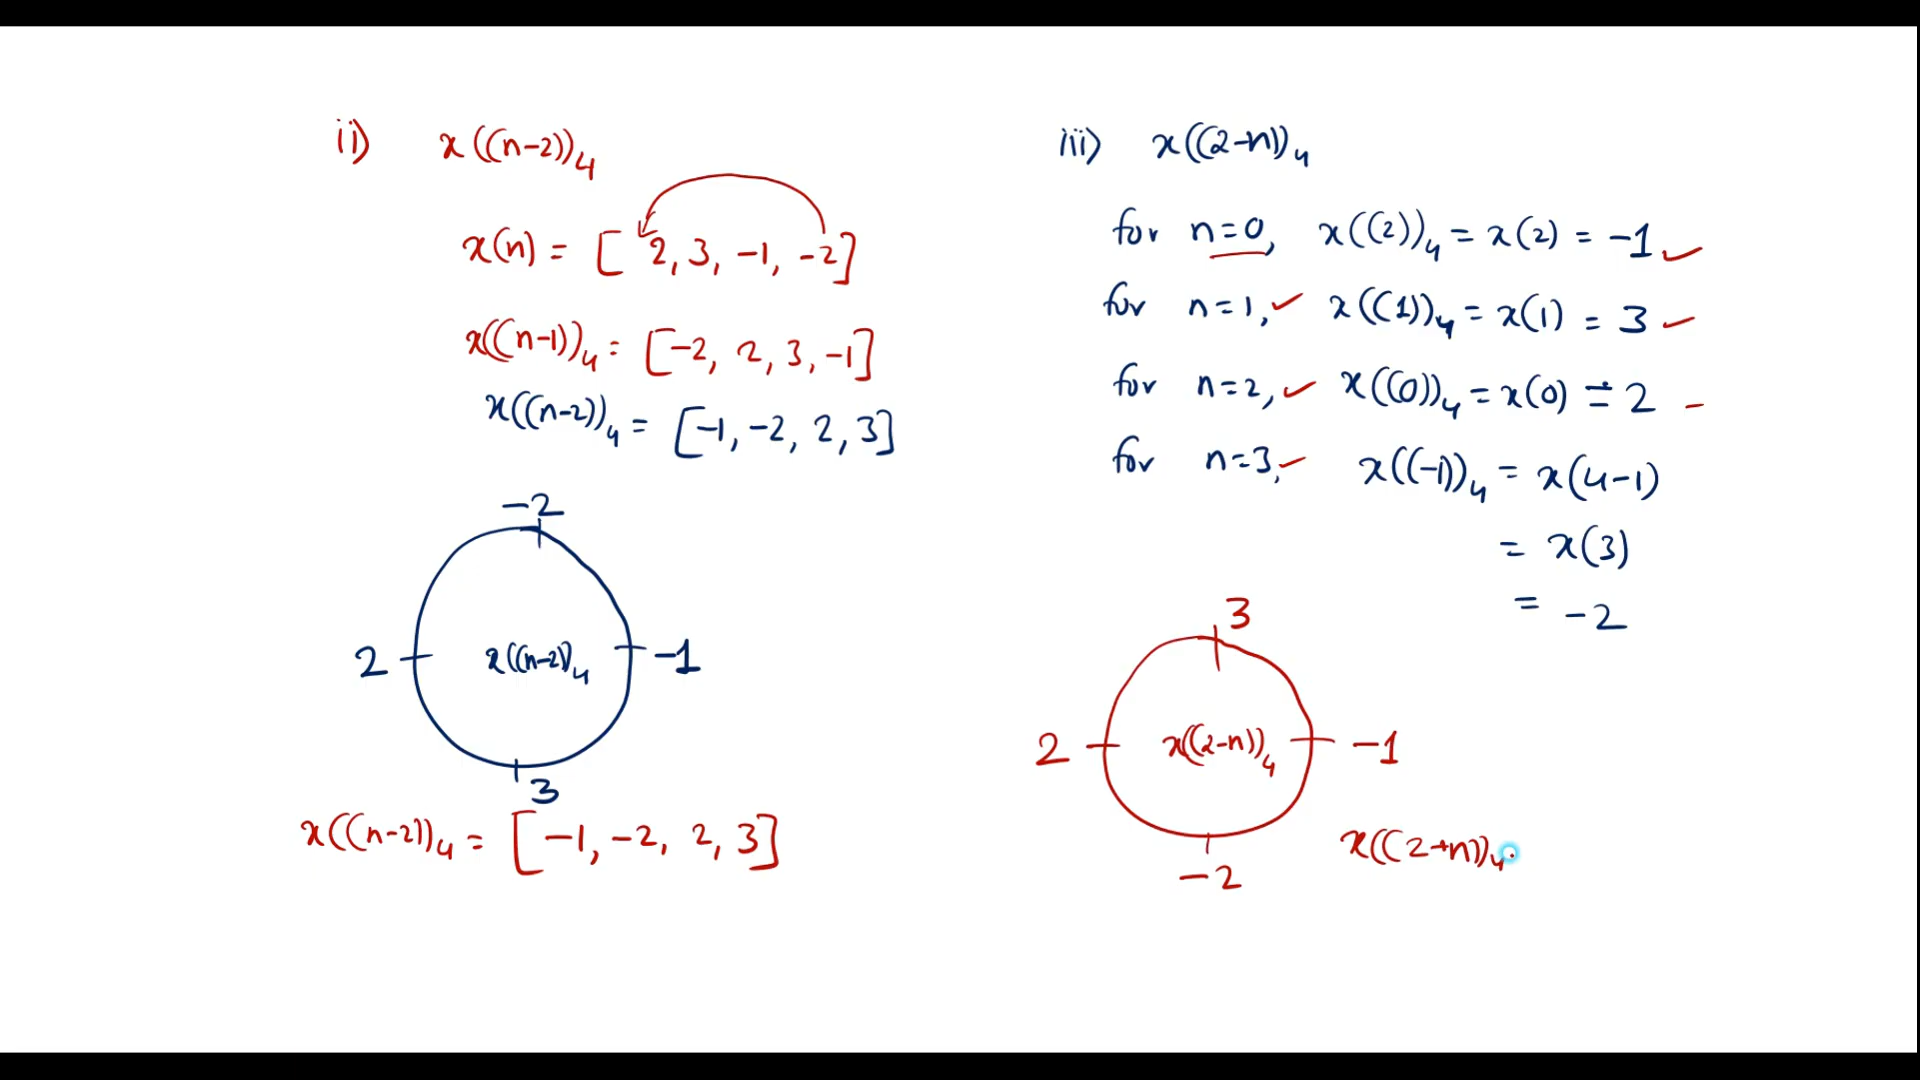 ii) x((n-2))₄
x(n) = [2, 3, -1, -2]
x((n-1))₄ = [-2, 2, 3, -1]
x((n-2))₄ = [-1, -2, 2, 3]
-2
2 x((n-2))₄ -1
3
x((n-2))₄ = [-1, -2, 2, 3]
iii) x((2-n))₄
for n=0, x((2))₄ = x(2) = -1 ✓
for n=1, ✓ x((1))₄ = x(1) = 3 ✓
for n=2, ✓ x((0))₄ = x(0) = 2 -
for n=3, ✓ x((-1))₄ = x(4-1)
= x(3)
= -2
3
2 x((2-n))₄ -1
-2
x((2+n))₄